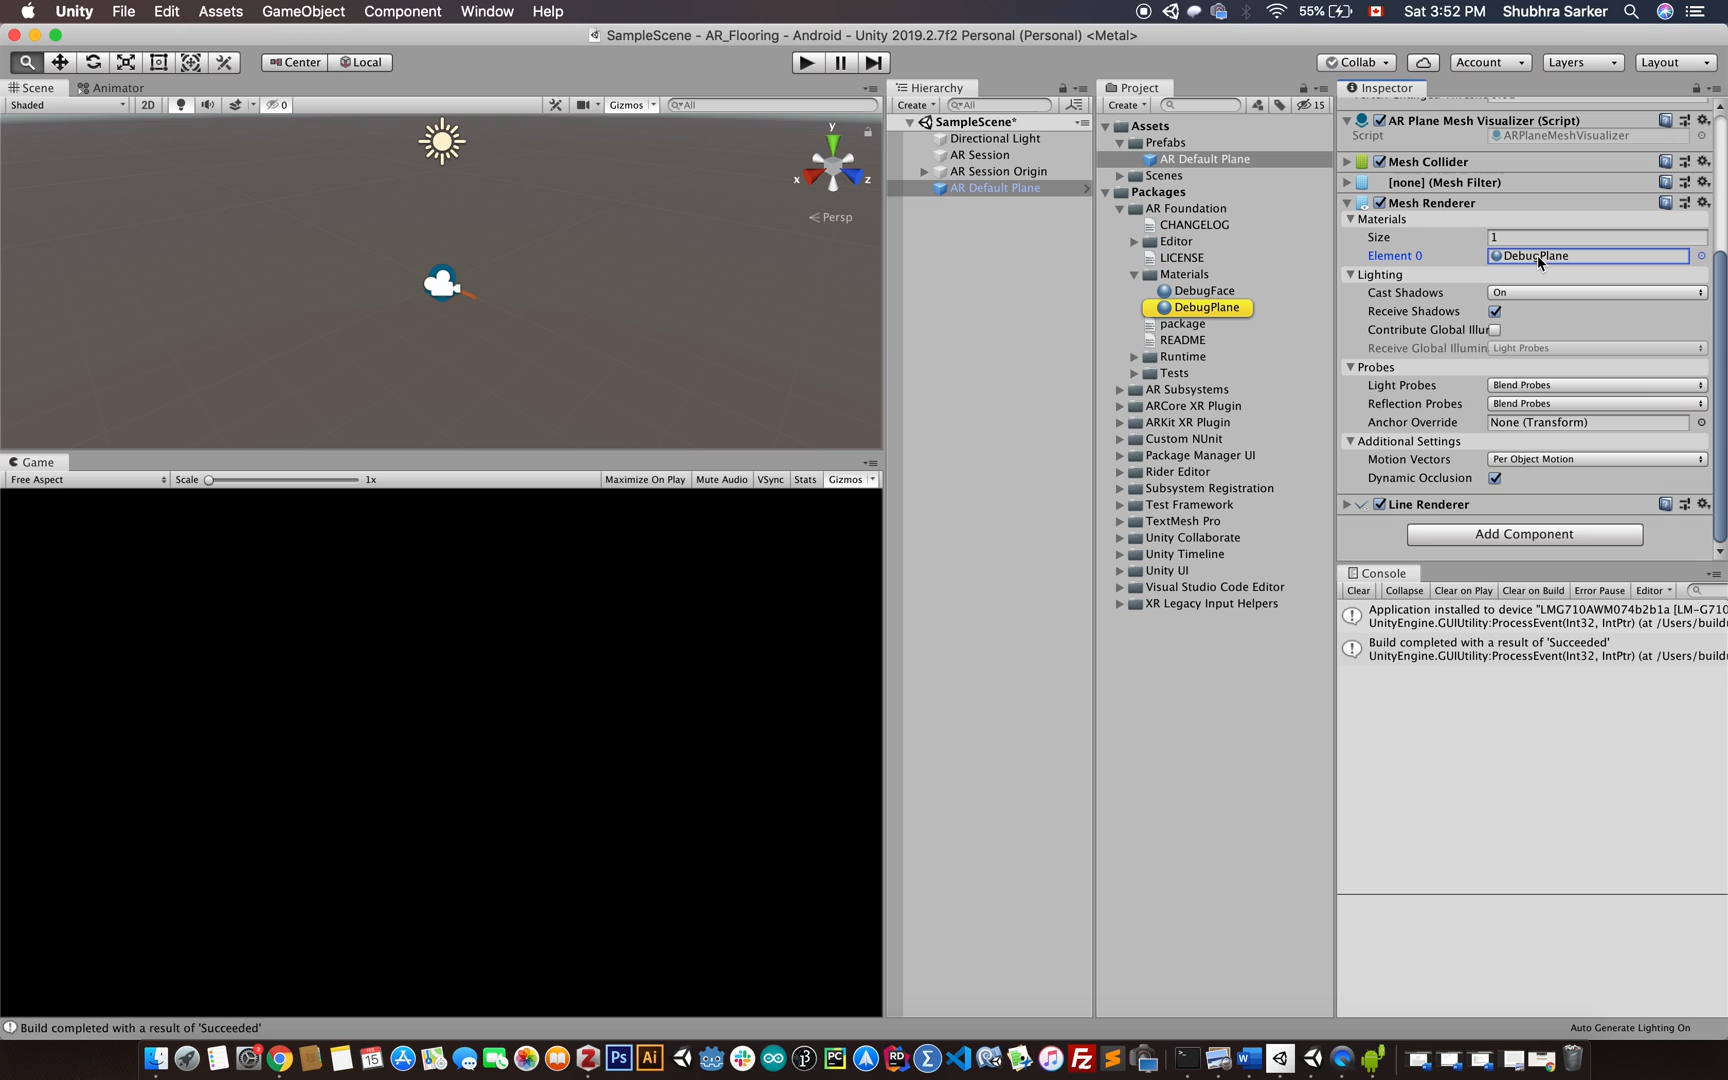 Unity File Edit Assets GameObject Component Window Help 55% Sat 3:52 PM Shubhra Sarker
SampleScene - AR_Flooring - Android - Unity 2019.2.7f2 Personal (Personal) <Metal>
Center Local Collab Account Layers Layout
Scene Animator
Shaded 2D 0 Gizmos All
y
x z
Persp
Game
Free Aspect Scale 1x Maximize On Play Mute Audio VSync Stats Gizmos
Hierarchy
Create All
SampleScene*
Directional Light
AR Session
AR Session Origin
AR Default Plane
Project
Create 15
Assets
Prefabs
AR Default Plane
Scenes
Packages
AR Foundation
CHANGELOG
Editor
LICENSE
Materials
DebugFace
DebugPlane
package
README
Runtime
Tests
AR Subsystems
ARCore XR Plugin
ARKit XR Plugin
Custom NUnit
Package Manager UI
Rider Editor
Subsystem Registration
Test Framework
TextMesh Pro
Unity Collaborate
Unity Timeline
Unity UI
Visual Studio Code Editor
XR Legacy Input Helpers
Inspector
AR Plane Mesh Visualizer (Script)
Script ARPlaneMeshVisualizer
Mesh Collider
[none] (Mesh Filter)
Mesh Renderer
Materials
Size 1
Element 0 DebugPlane
Lighting
Cast Shadows On
Receive Shadows
Contribute Global Illur
Receive Global Illumin Light Probes
Probes
Light Probes Blend Probes
Reflection Probes Blend Probes
Anchor Override None (Transform)
Additional Settings
Motion Vectors Per Object Motion
Dynamic Occlusion
Line Renderer
Add Component
Console
Clear Collapse Clear on Play Clear on Build Error Pause Editor
Application installed to device "LMG710AWM074b2b1a [LM-G710
UnityEngine.GUIUtility:ProcessEvent(Int32, IntPtr) (at /Users/build
Build completed with a result of 'Succeeded'
UnityEngine.GUIUtility:ProcessEvent(Int32, IntPtr) (at /Users/build
Build completed with a result of 'Succeeded'
Auto Generate Lighting On
3 FEB 15 Ps Ai PC RD Σ Fz S W